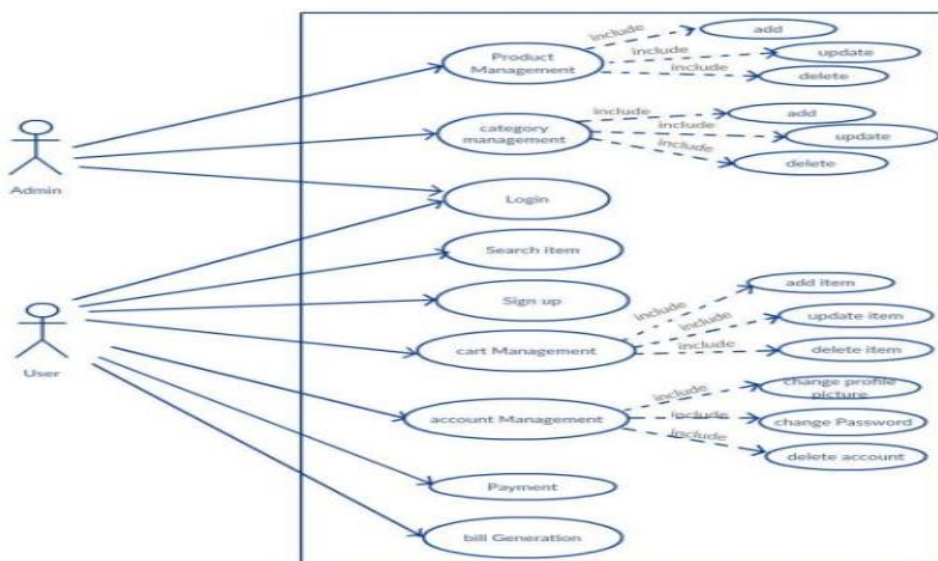 include
add
Product
Management
include
update
include
delete
include
add
category
management
include
update
include
delete
Admin
Login
Search item
Sign up
User
cart Management
include
add item
include
update item
include
delete item
account Management
include
change profile
picture
include
change Password
include
delete account
Payment
bill Generation